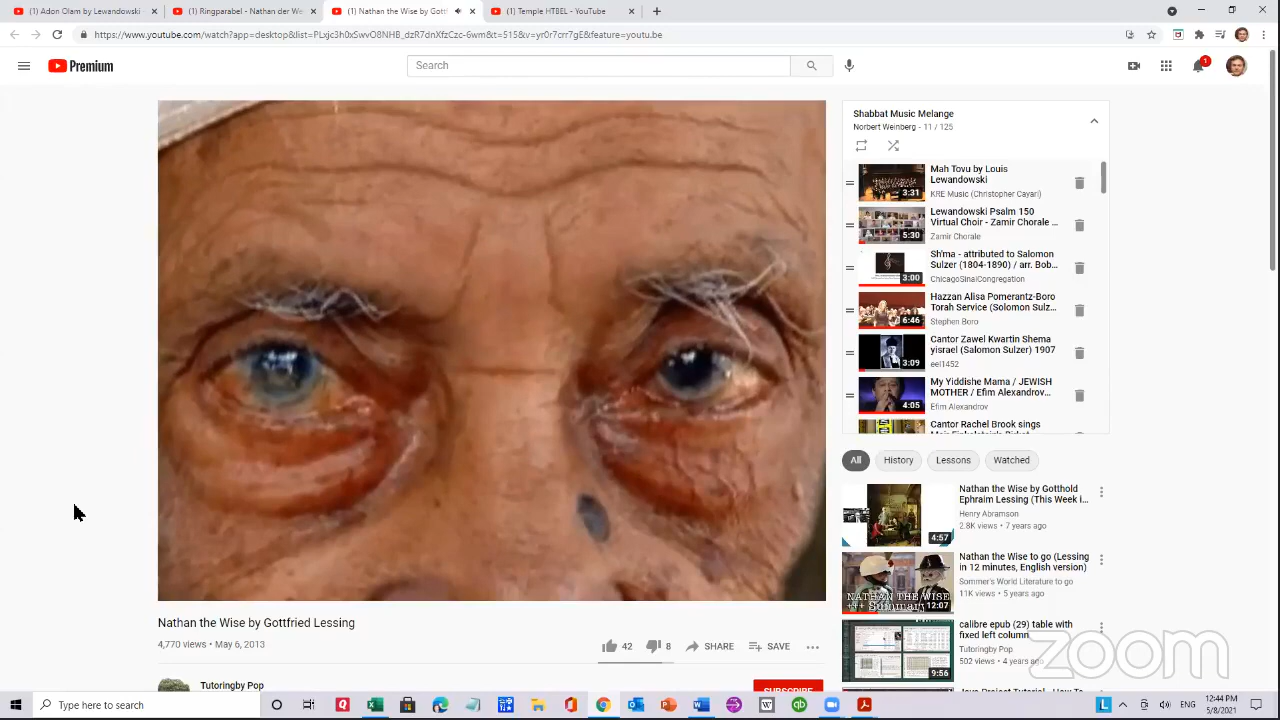 (1) Adon Olam by Lewandowski
(1) Ringparabel - Nathan der We
(1) Nathan the Wise by Gott
(1) Temple HTBEL - YouTube
https://www.youtube.com/watch?app=desktop&list=PLxjc3h0xSwvO8NHB_dzR7dnXfzCzc-6wm&t=515&v=yr0r7crr7gE&feature=youtu.be
Premium
Search
1
Shabbat Music Melange
Norbert Weinberg - 11 / 125
Mah Tovu by Louis
Lewandowski
KRE Music (Christopher Cayari)
3:31
Lewandowski Psalm 150
Virtual Choir - Zamir Chorale ...
Zamir Chorale
5:30
Sh'ma - attributed to Salomon
Sulzer (1804-1890) / arr. Bob...
ChicagoSinaiCongregation
3:00
Hazzan Alisa Pomerantz-Boro
Torah Service (Solomon Sulz...
Stephen Boro
6:46
Cantor Zawel Kwartin Shema
yisrael (Salomon Sulzer) 1907
eei1452
3:09
My Yiddishe Mama / JEWISH
MOTHER / Efim Alexandrov...
Efim Alexandrov
4:05
Cantor Rachel Brook sings
All
History
Lessons
Watched
Nathan the Wise by Gotthold
Ephraim Lessing (This Week i...
Henry Abramson
2.8K views • 7 years ago
4:57
Nathan the Wise to go (Lessing
in 12 minutes, English version)
Sommer's World Literature to go
11K views • 5 years ago
NATHAN THE WISE
12:07
calibre epub (29) table with
fixed left column
Tutoringby Pop
502 views • 4 years ago
9:56
Nathan the Wise by Gottfried Lessing
4,770 views • May 6, 2013
42
8
SHARE
SAVE
SUBSCRIBE
zoom
Type here to search
12:44 PM
5/8/2021